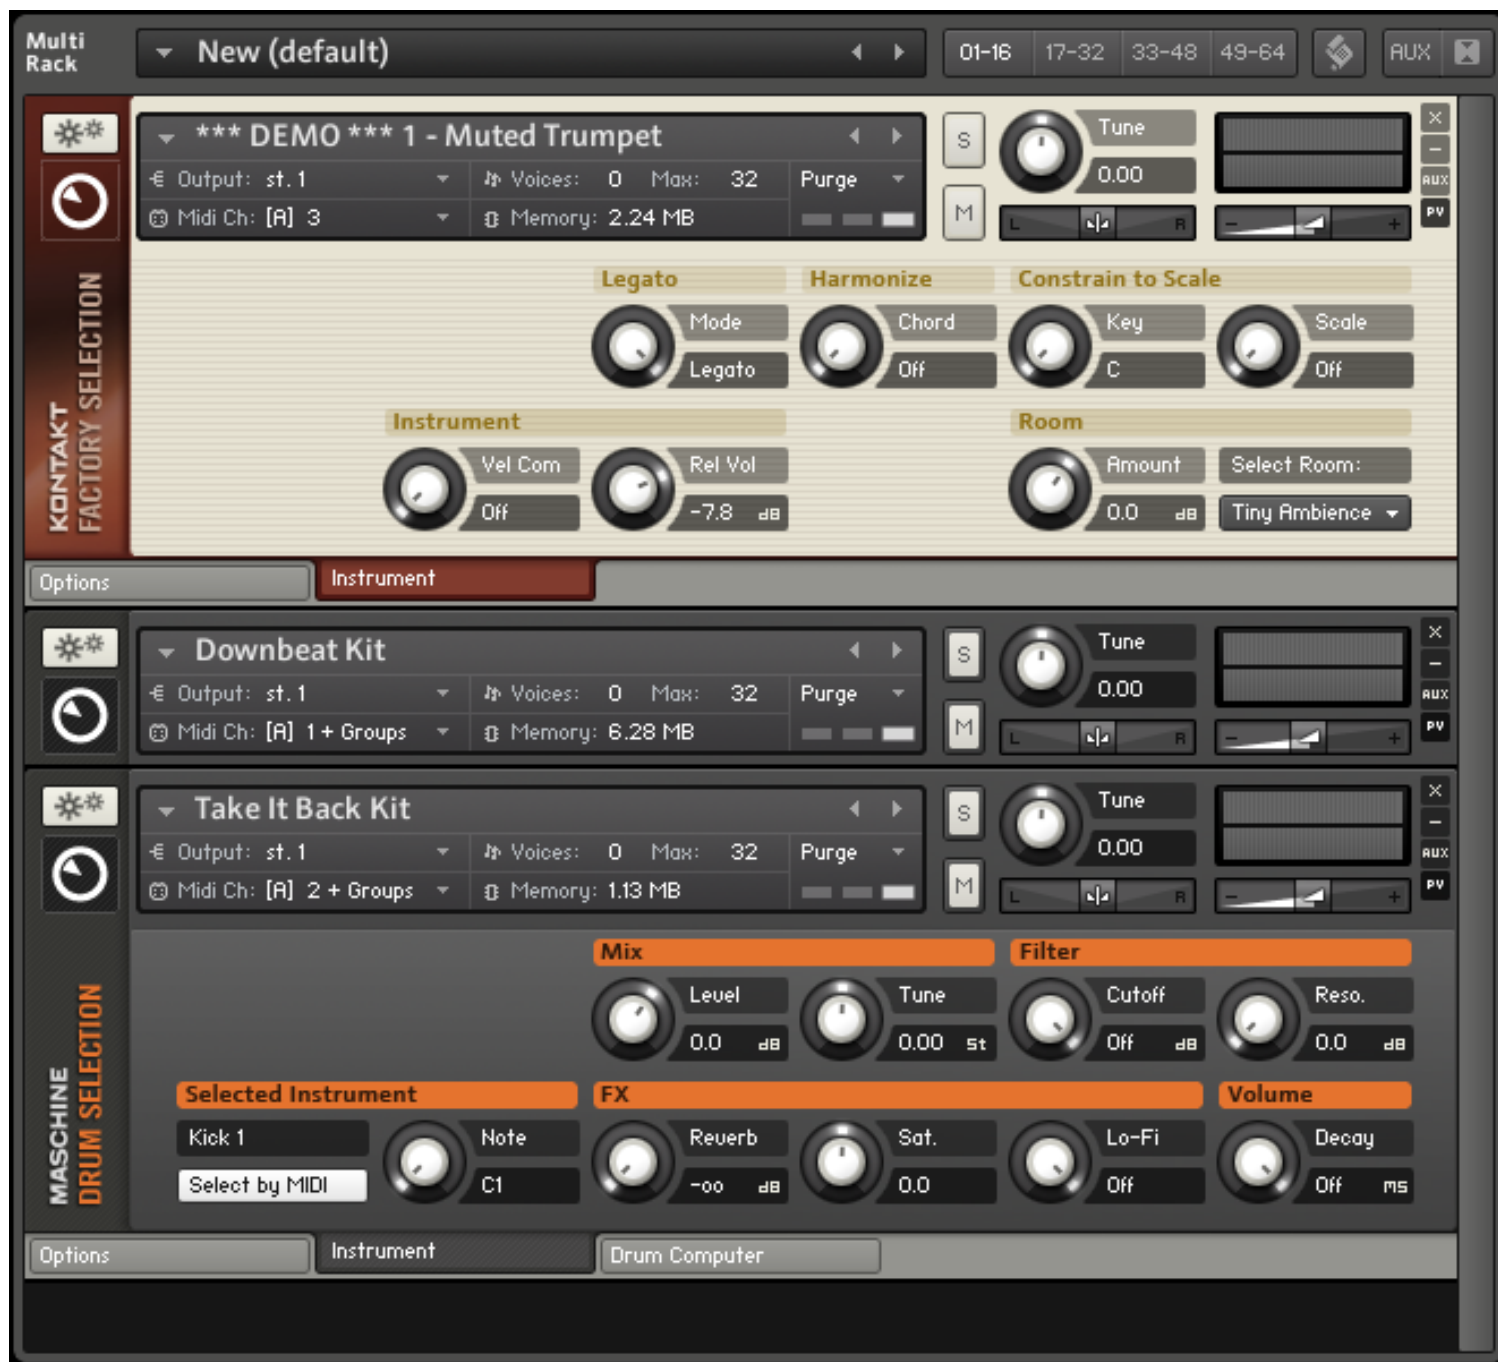 Multi
Rack
New (default)
01-16 17-32 33-48 49-64 AUX
*** DEMO *** 1 - Muted Trumpet
S
Tune
0.00
X
-
AUX
PV
Output: st. 1 Voices: 0 Max: 32 Purge
Midi Ch: [A] 3 Memory: 2.24 MB
M
L R - +
KONTAKT
FACTORY SELECTION
Legato Harmonize Constrain to Scale
Mode Chord Key Scale
Legato Off C Off
Instrument Room
Vel Com Rel Vol Amount Select Room:
Off -7.8 dB 0.0 dB Tiny Ambience
Options Instrument
Downbeat Kit
S
Tune
0.00
X
-
AUX
PV
Output: st. 1 Voices: 0 Max: 32 Purge
Midi Ch: [A] 1 + Groups Memory: 6.28 MB
M
L R - +
Take It Back Kit
S
Tune
0.00
X
-
AUX
PV
Output: st. 1 Voices: 0 Max: 32 Purge
Midi Ch: [A] 2 + Groups Memory: 1.13 MB
M
L R - +
MASCHINE
DRUM SELECTION
Mix Filter
Level Tune Cutoff Reso.
0.0 dB 0.00 St Off dB 0.0 dB
Selected Instrument FX Volume
Kick 1 Note Reverb Sat. Lo-Fi Decay
Select by MIDI C1 -oo dB 0.0 Off Off ms
Options Instrument Drum Computer